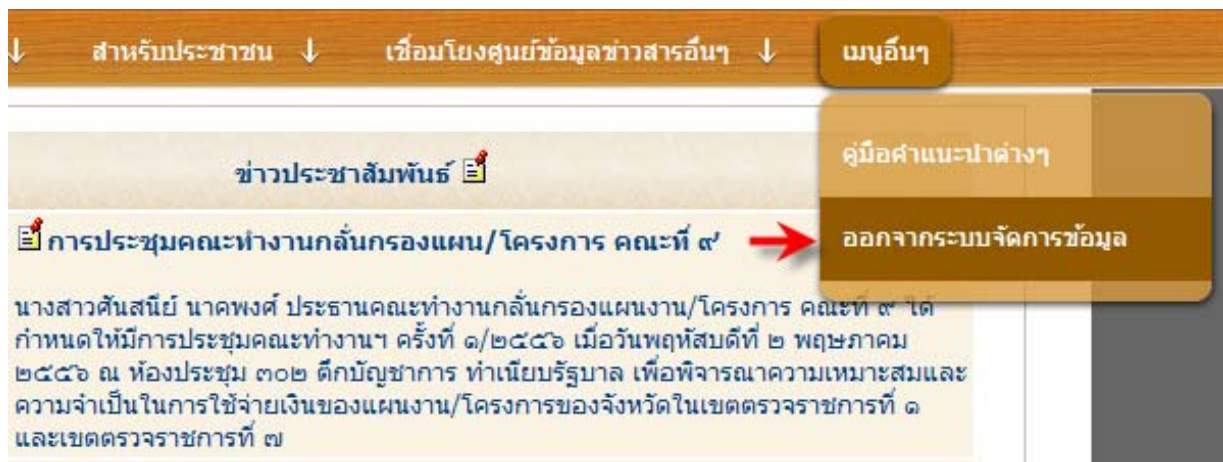 ↓ สำหรับประชาชน ↓ เชื่อมโยงศูนย์ข้อมูลข่าวสารอื่นๆ ↓ เมนูอื่นๆ
คู่มือคำแนะนำต่างๆ
ออกจากระบบจัดการข้อมูล
ข่าวประชาสัมพันธ์
การประชุมคณะทำงานกลั่นกรองแผน/โครงการ คณะที่ ๙
นางสาวศันสนีย์ นาคพงศ์ ประธานคณะทำงานกลั่นกรองแผนงาน/โครงการ คณะที่ ๙ ได้
กำหนดให้มีการประชุมคณะทำงานฯ ครั้งที่ ๑/๒๕๕๖ เมื่อวันพฤหัสบดีที่ ๒ พฤษภาคม
๒๕๕๖ ณ ห้องประชุม ๓๐๒ ตึกบัญชาการ ทำเนียบรัฐบาล เพื่อพิจารณาความเหมาะสมและ
ความจำเป็นในการใช้จ่ายเงินของแผนงาน/โครงการของจังหวัดในเขตตรวจราชการที่ ๑
และเขตตรวจราชการที่ ๗